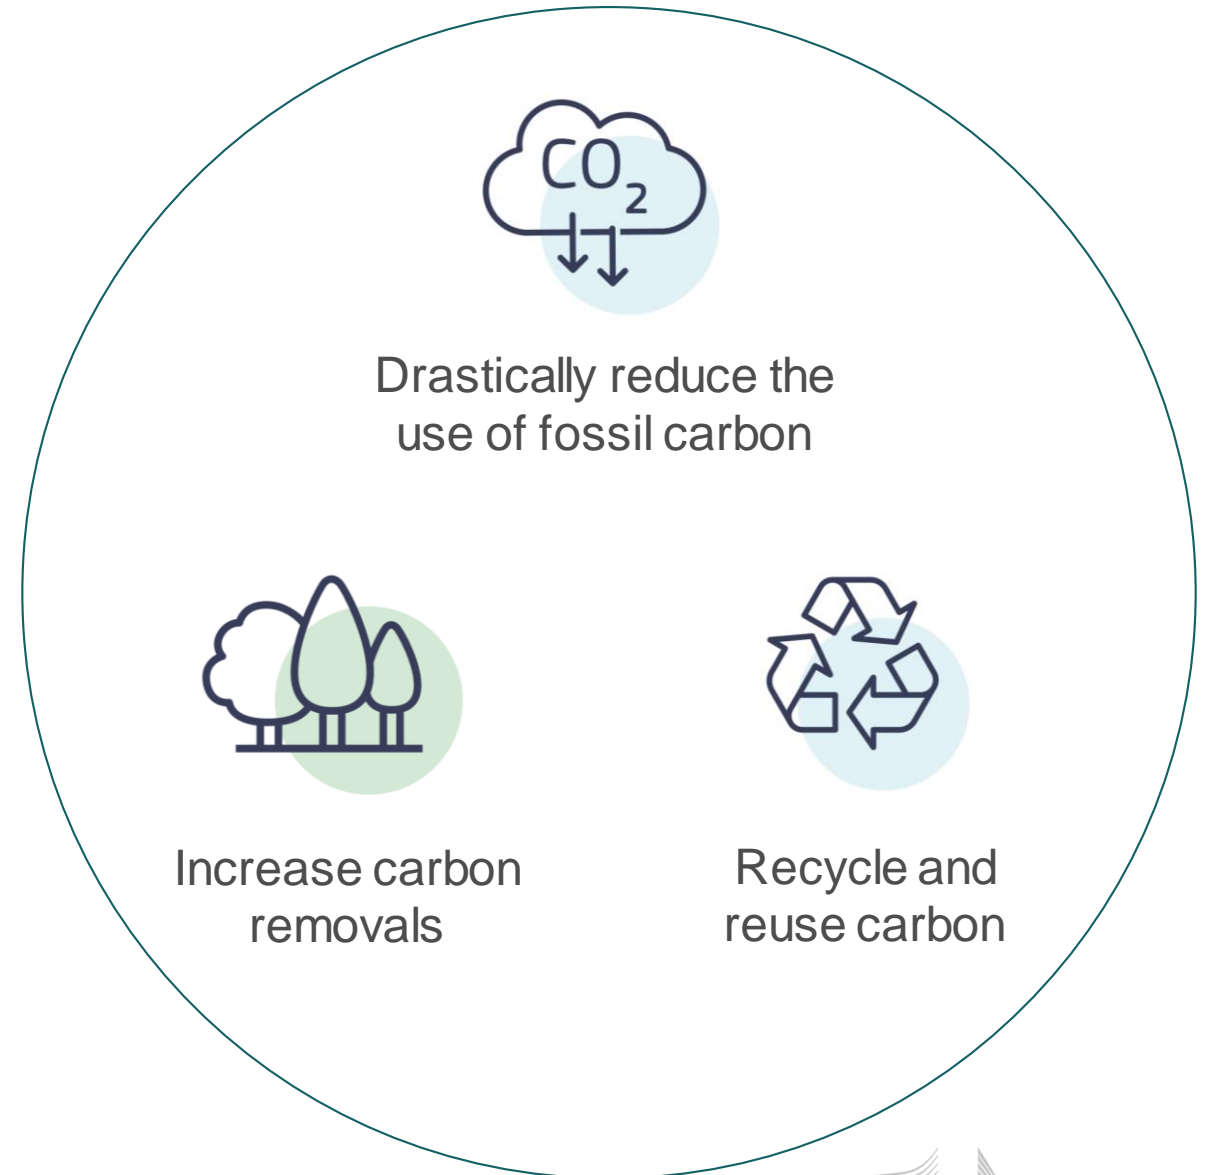 CO₂
Drastically reduce the
use of fossil carbon
Increase carbon
removals
Recycle and
reuse carbon